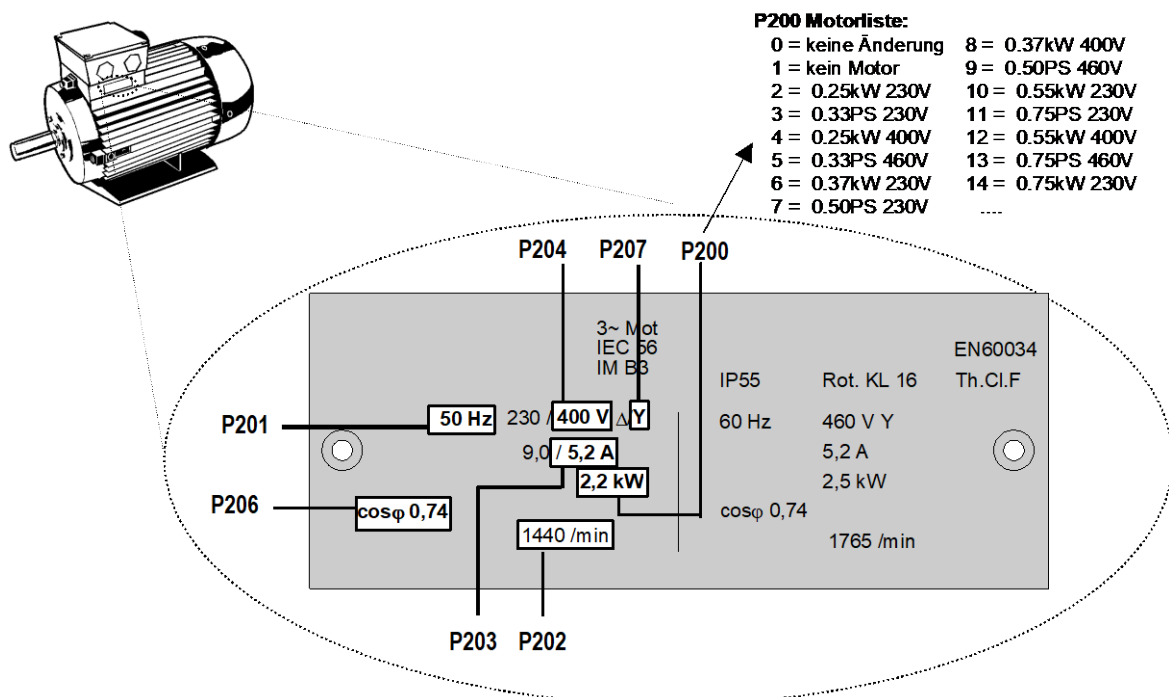 P200 Motorliste:
0 = keine Änderung 8 = 0.37kW 400V
1 = kein Motor 9 = 0.50PS 460V
2 = 0.25kW 230V 10 = 0.55kW 230V
3 = 0.33PS 230V 11 = 0.75PS 230V
4 = 0.25kW 400V 12 = 0.55kW 400V
5 = 0.33PS 460V 13 = 0.75PS 460V
6 = 0.37kW 230V 14 = 0.75kW 230V
7 = 0.50PS 230V ....
P204 P207 P200
3~ Mot
IEC 56
IM B3
EN60034
IP55 Rot. KL 16 Th.Cl.F
P201 50 Hz 230 / 400 V Δ/Y 60 Hz 460 V Y
9,0 / 5,2 A 5,2 A
2,2 kW 2,5 kW
P206 cosφ 0,74 cosφ 0,74
1440 /min 1765 /min
P203 P202